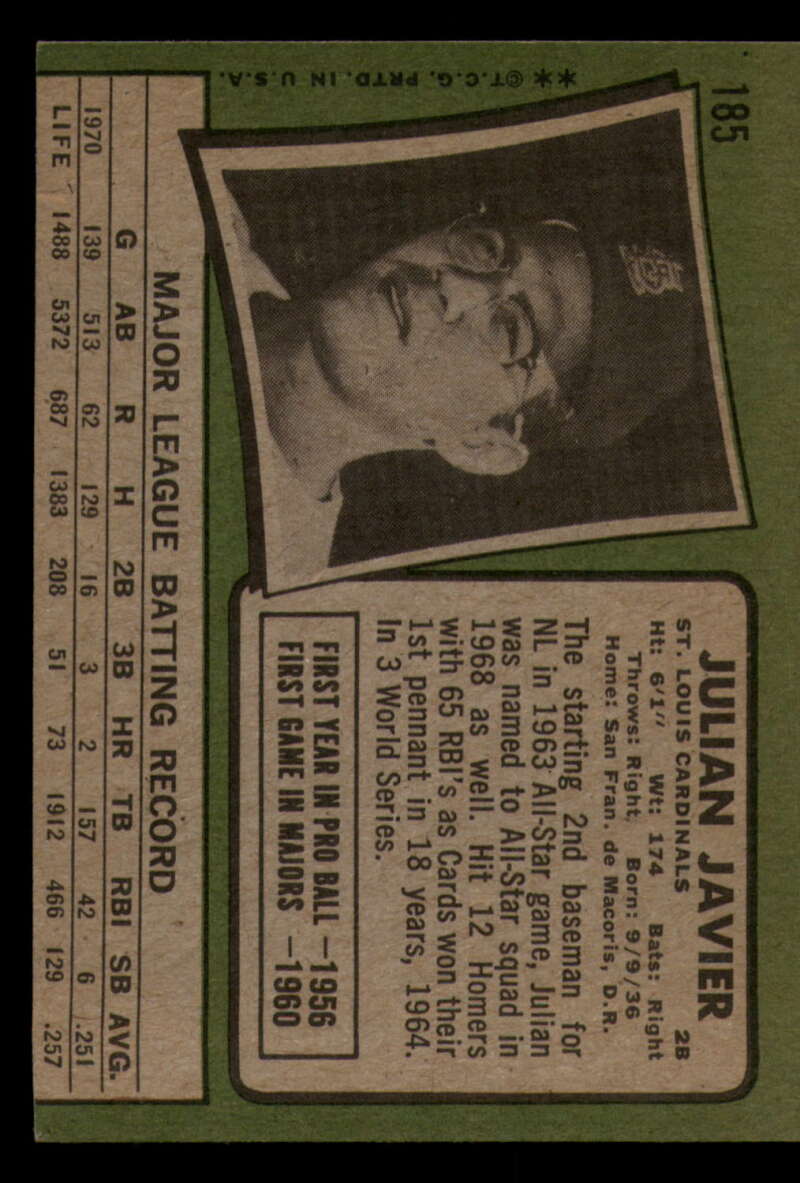 185
** ©T.C.G. PRTD. IN U.S.A.
JULIAN JAVIER
ST. LOUIS CARDINALS 2B
Ht: 6'1" Wt: 174 Bats: Right
Throws: Right Born: 9/9/36
Home: San Fran. de Macoris, D.R.
The starting 2nd baseman for
NL in 1963 All-Star game, Julian
was named to All-Star squad in
1968 as well. Hit 12 Homers
with 65 RBI's as Cards won their
1st pennant in 18 years, 1964.
In 3 World Series.
FIRST YEAR IN PRO BALL —1956
FIRST GAME IN MAJORS —1960
MAJOR LEAGUE BATTING RECORD
G AB R H 2B 3B HR TB RBI SB AVG.
1970 139 513 62 129 16 3 2 157 42 6 .251
LIFE 1488 5372 687 1383 208 51 73 1912 466 129 .257